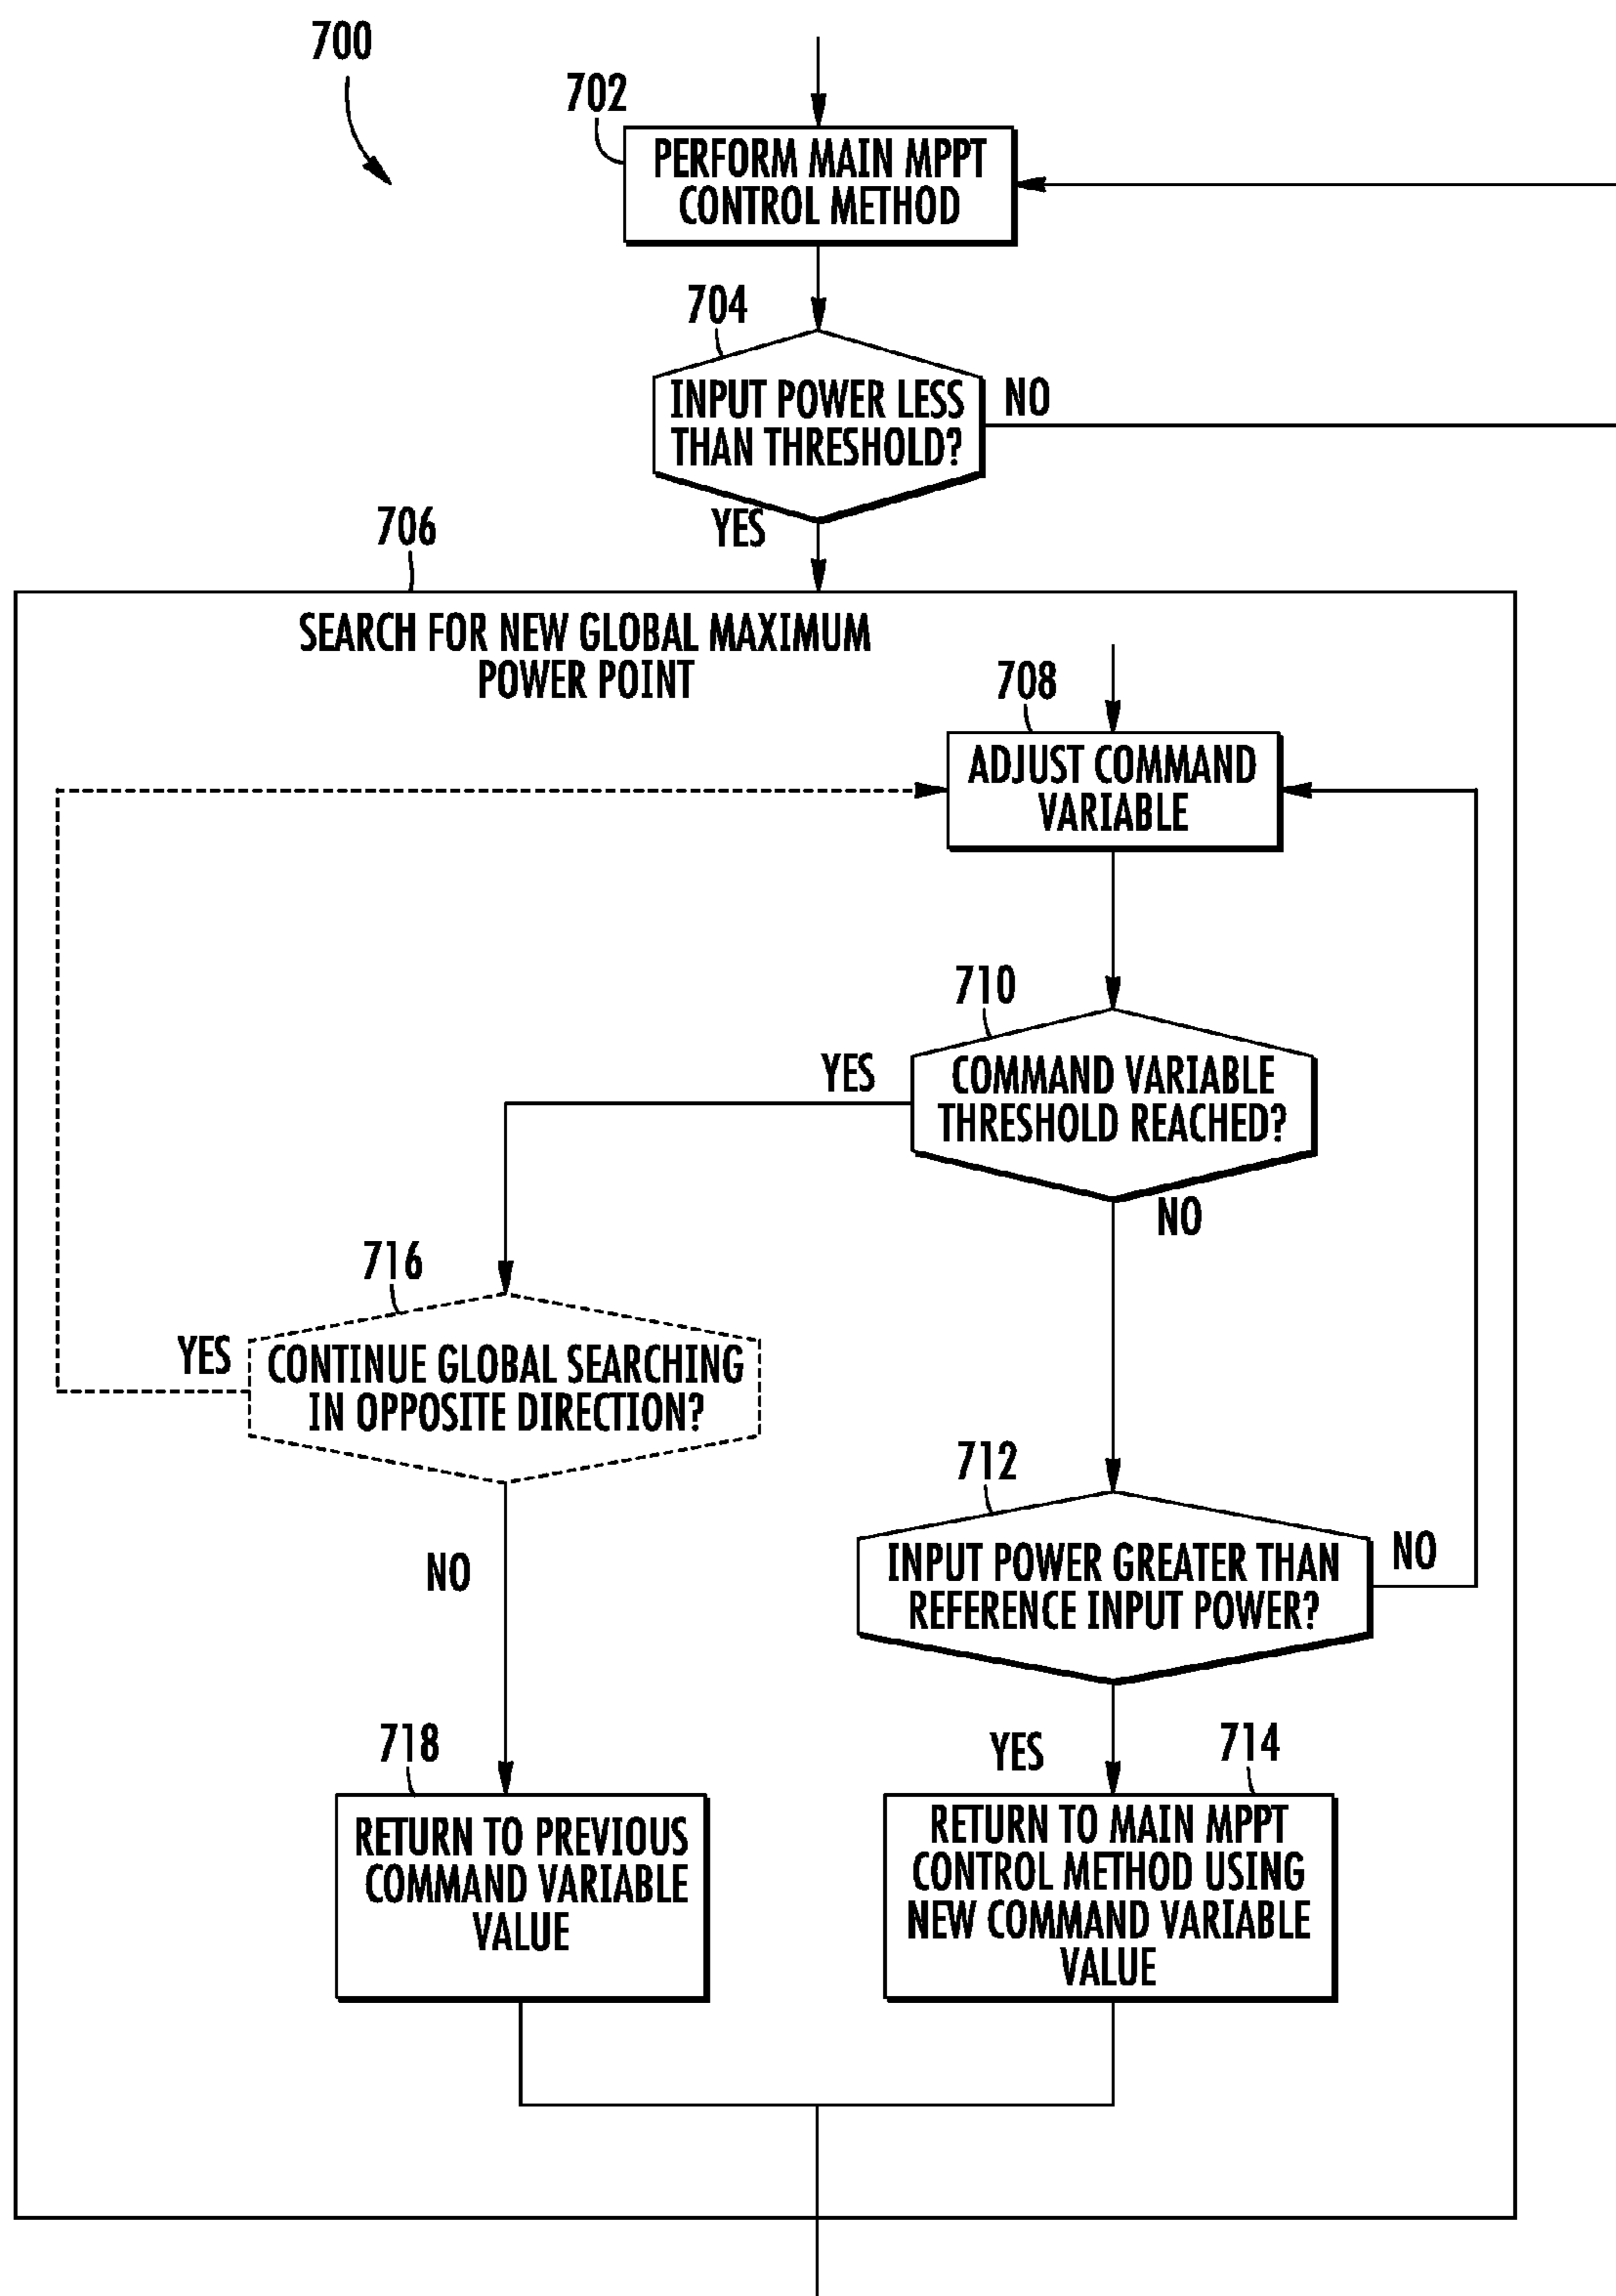 700
702
PERFORM MAIN MPPT
CONTROL METHOD
704
INPUT POWER LESS
THAN THRESHOLD?
NO
YES
706
SEARCH FOR NEW GLOBAL MAXIMUM
POWER POINT
708
ADJUST COMMAND
VARIABLE
710
COMMAND VARIABLE
THRESHOLD REACHED?
YES
NO
716
CONTINUE GLOBAL SEARCHING
IN OPPOSITE DIRECTION?
YES
NO
712
INPUT POWER GREATER THAN
REFERENCE INPUT POWER?
NO
YES
718
RETURN TO PREVIOUS
COMMAND VARIABLE
VALUE
714
RETURN TO MAIN MPPT
CONTROL METHOD USING
NEW COMMAND VARIABLE
VALUE